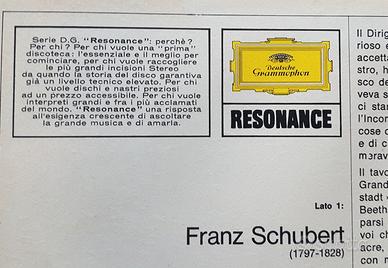 Serie D.G. "Resonance": perchè?
Per chi? Per chi vuole una "prima"
discoteca: l'essenziale e il meglio per
cominciare, per chi vuole raccogliere
le più grandi incisioni Stereo
da quando la storia del disco garantiva
già un livello tecnico elevato. Per chi
vuole dischi e nastri preziosi
ad un prezzo accessibile. Per chi vuole
interpreti grandi e fra i più acclamati
del mondo. "Resonance" una risposta
all'esigenza crescente di ascoltare
la grande musica e di amarla.
Deutsche
Grammophon
RESONANCE
Lato 1:
Franz Schubert
(1797-1828)
Il Dirig
rioso e
accetta
stro, h
sco de
veva s
ci stan
l'Incon
cose e
e di c
morav
Il tavo
Grand
stadt
Beeth
parsi
voi ch
acre,
con n